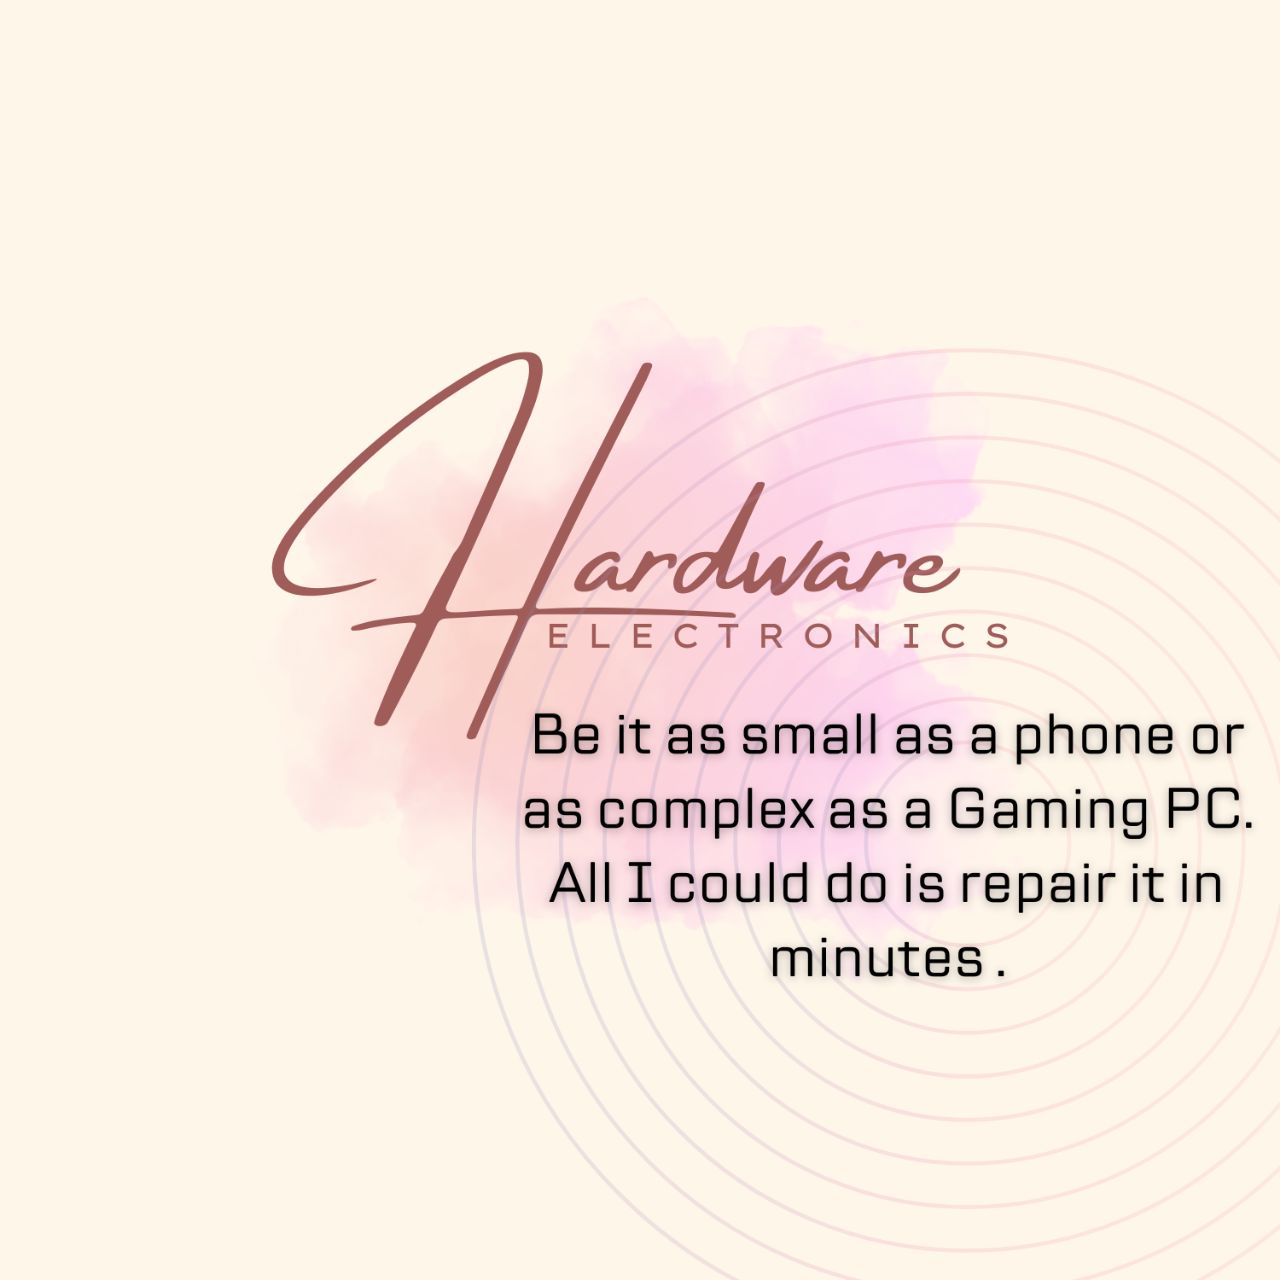 Hardware
ELECTRONICS
Be it as small as a phone or
as complex as a Gaming PC.
All I could do is repair it in
minutes .